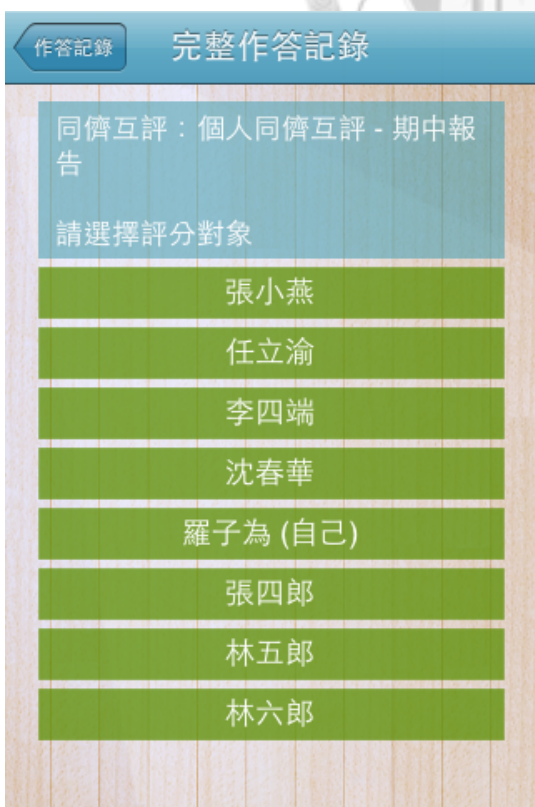 作答記錄
完整作答記錄
同儕互評：個人同儕互評 - 期中報
告
請選擇評分對象
張小燕
任立渝
李四端
沈春華
羅子為 (自己)
張四郎
林五郎
林六郎